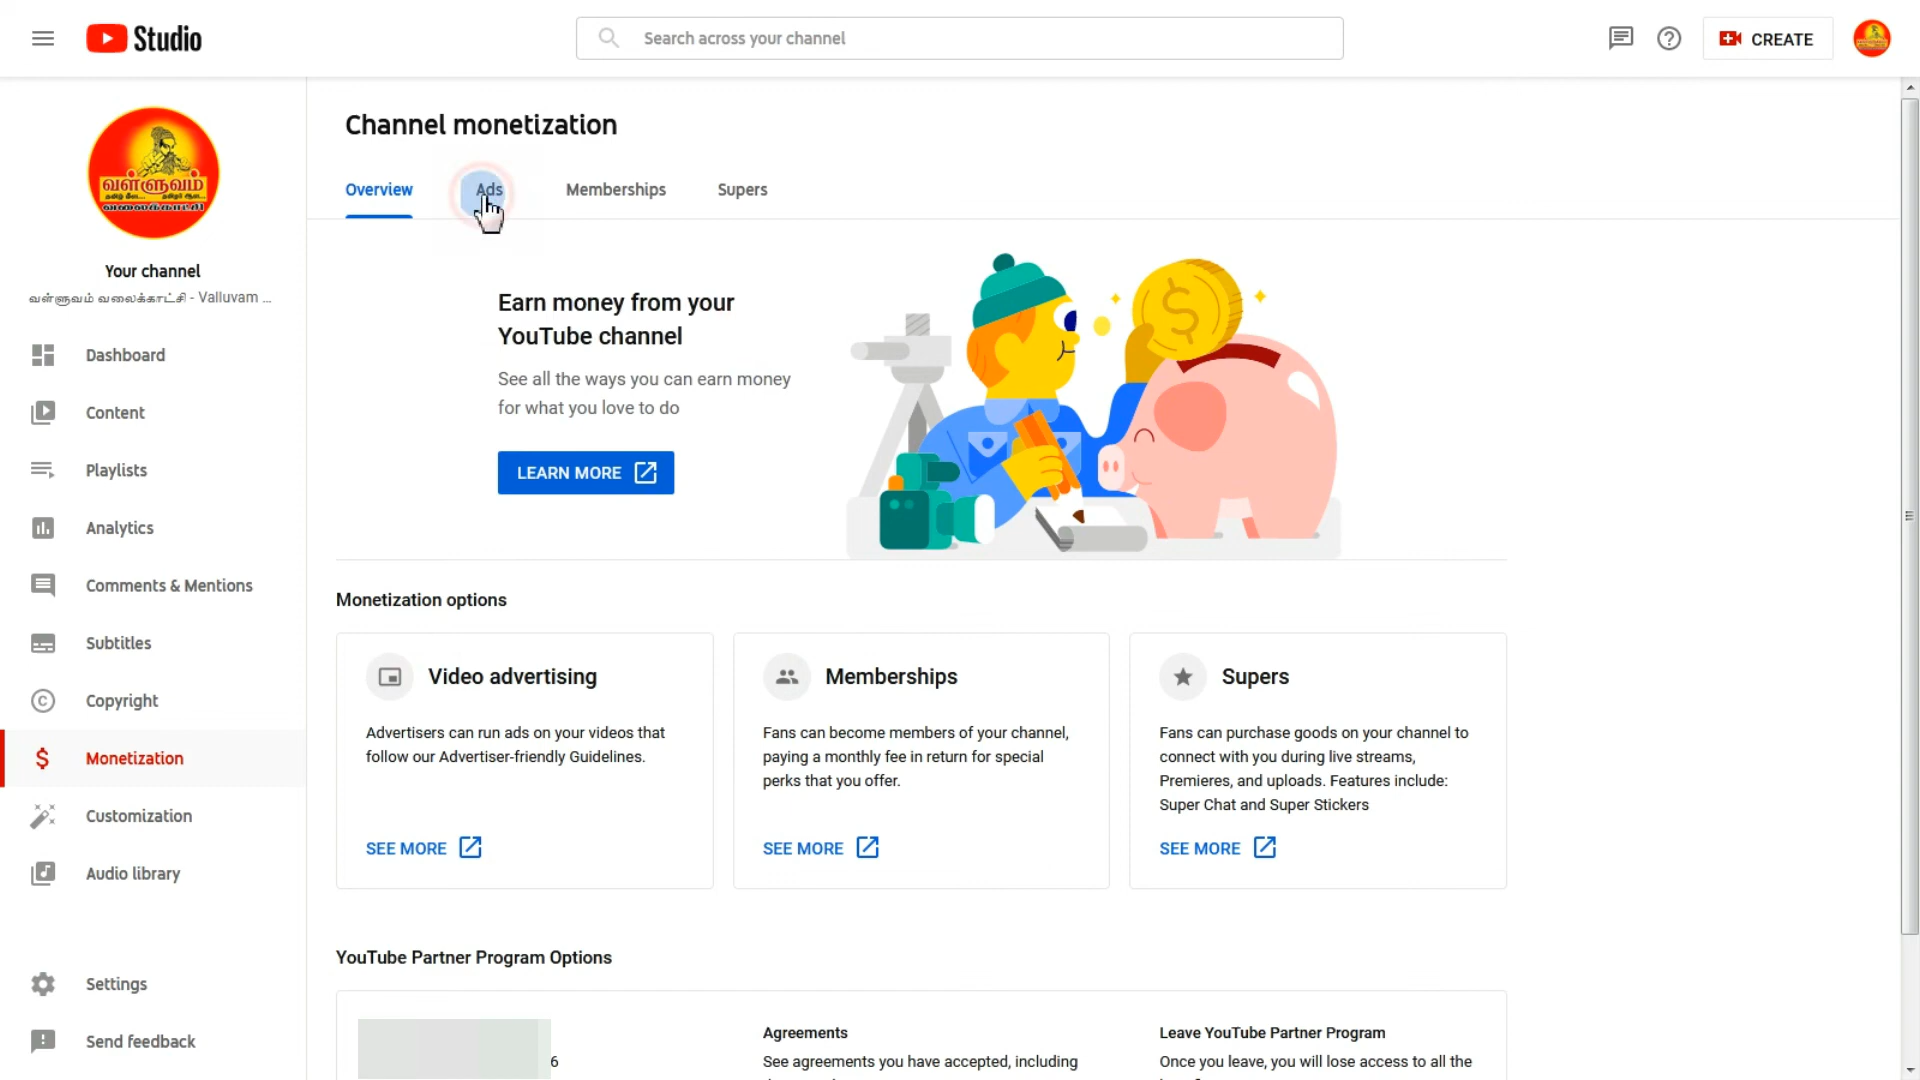 Studio
Search across your channel
CREATE
வள்ளுவம்
வலைக்காட்சி
Your channel
வள்ளுவம் வலைக்காட்சி - Valluvam ...
Dashboard
Content
Playlists
Analytics
Comments & Mentions
Subtitles
Copyright
Monetization
Customization
Audio library
Settings
Send feedback
Channel monetization
Overview
Ads
Memberships
Supers
Earn money from your
YouTube channel
See all the ways you can earn money
for what you love to do
LEARN MORE
Monetization options
Video advertising
Advertisers can run ads on your videos that
follow our Advertiser-friendly Guidelines.
SEE MORE
Memberships
Fans can become members of your channel,
paying a monthly fee in return for special
perks that you offer.
SEE MORE
Supers
Fans can purchase goods on your channel to
connect with you during live streams,
Premieres, and uploads. Features include:
Super Chat and Super Stickers
SEE MORE
YouTube Partner Program Options
6
Agreements
See agreements you have accepted, including
Leave YouTube Partner Program
Once you leave, you will lose access to all the